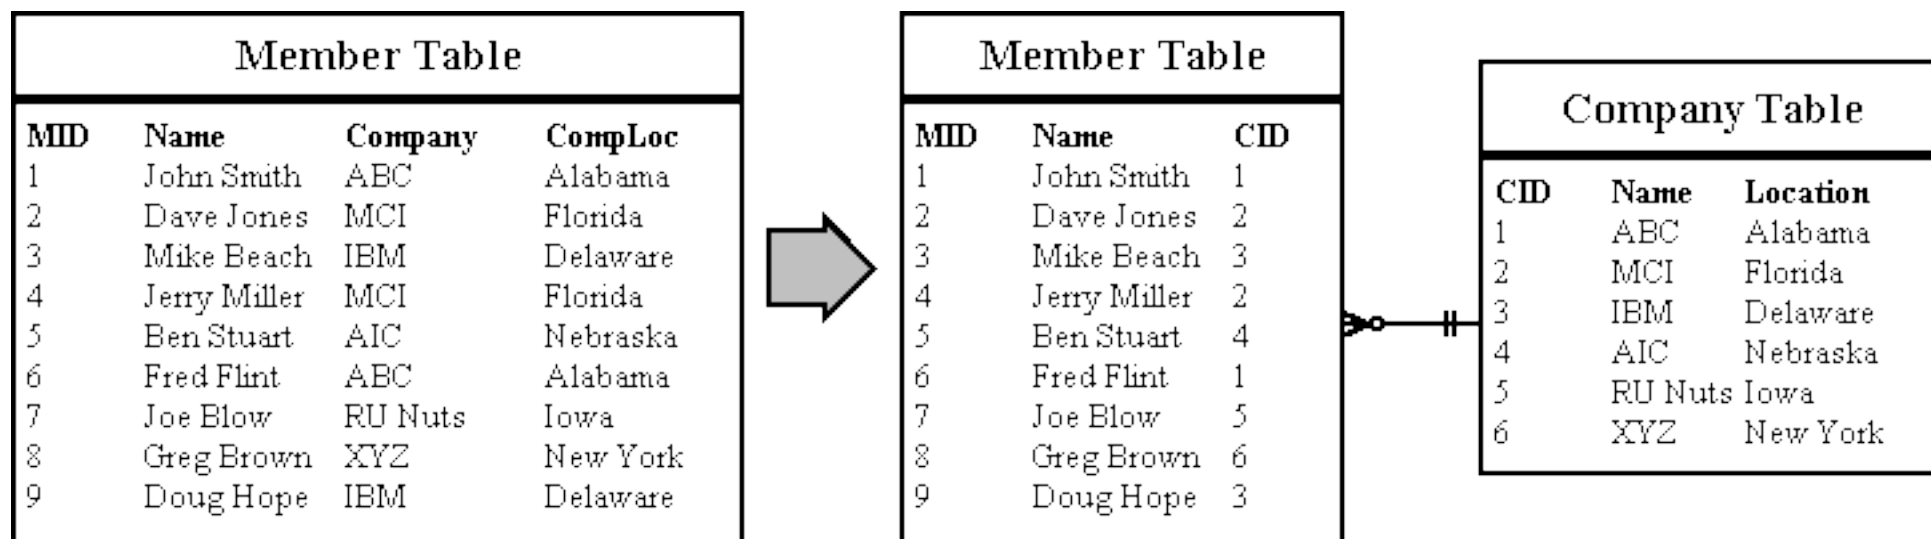 Member Table
MID Name Company CompLoc
1 John Smith ABC Alabama
2 Dave Jones MCI Florida
3 Mike Beach IBM Delaware
4 Jerry Miller MCI Florida
5 Ben Stuart AIC Nebraska
6 Fred Flint ABC Alabama
7 Joe Blow RU Nuts Iowa
8 Greg Brown XYZ New York
9 Doug Hope IBM Delaware
Member Table
MID Name CID
1 John Smith 1
2 Dave Jones 2
3 Mike Beach 3
4 Jerry Miller 2
5 Ben Stuart 4
6 Fred Flint 1
7 Joe Blow 5
8 Greg Brown 6
9 Doug Hope 3
Company Table
CID Name Location
1 ABC Alabama
2 MCI Florida
3 IBM Delaware
4 AIC Nebraska
5 RU Nuts Iowa
6 XYZ New York